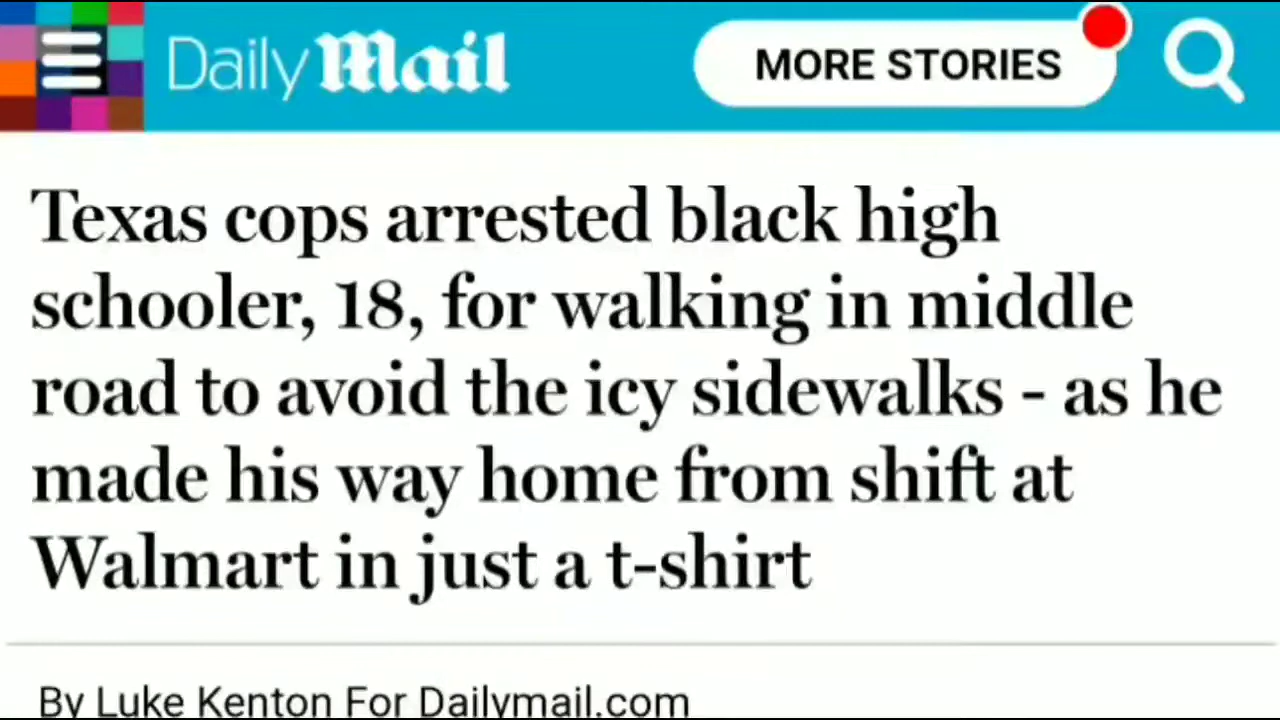 Daily Mail
MORE STORIES
Texas cops arrested black high
schooler, 18, for walking in middle
road to avoid the icy sidewalks - as he
made his way home from shift at
Walmart in just a t-shirt
By Luke Kenton For Dailymail.com